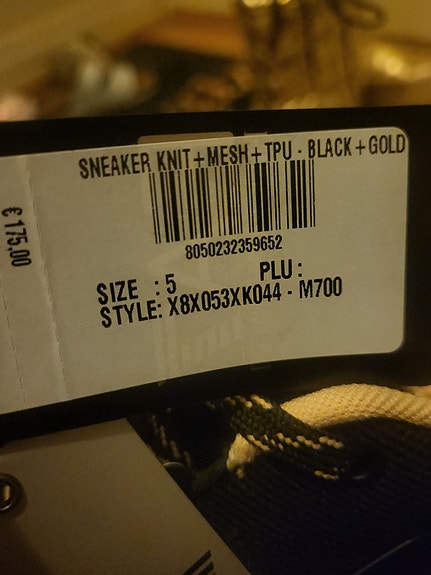 SNEAKER KNIT+MESH+TPU - BLACK+GOLD
8050232359652
SIZE : 5 PLU :
STYLE: X8X053XK044 - M700
€ 175,00